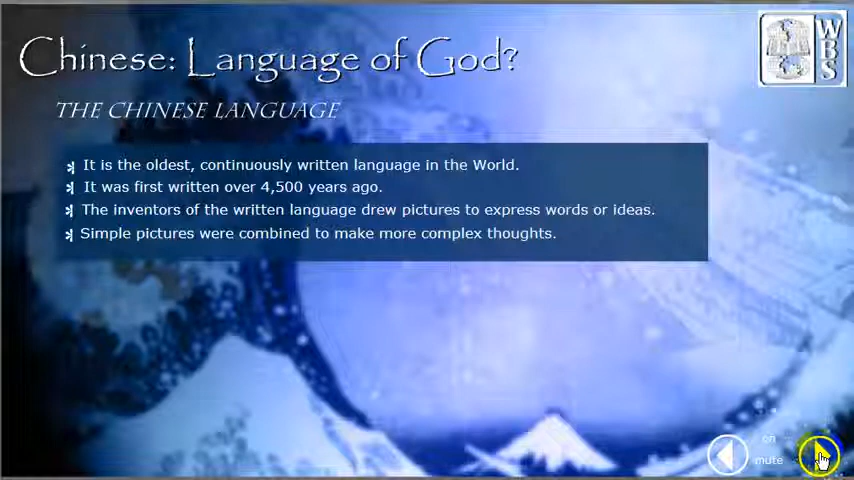 Chinese: Language of God?
WBS
THE CHINESE LANGUAGE
It is the oldest, continuously written language in the World.
It was first written over 4,500 years ago.
The inventors of the written language drew pictures to express words or ideas.
Simple pictures were combined to make more complex thoughts.
on
mute